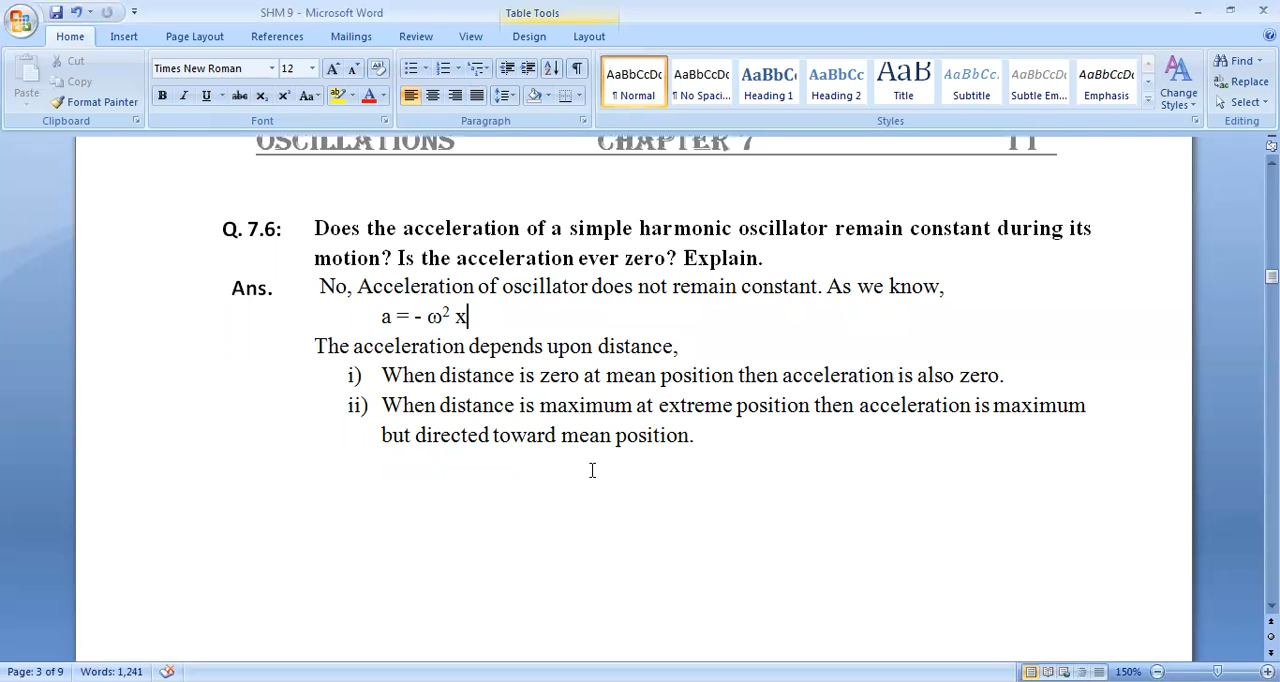 SHM 9 - Microsoft Word
Table Tools
Home Insert Page Layout References Mailings Review View Design Layout
Paste
Cut
Copy
Format Painter
Clipboard
Times New Roman 12
Font
Paragraph
AaBbCcDc AaBbCcDc AaBbC AaBbCc AaB AaBbCc. AaBbCcDc AaBbCcDc
¶ Normal ¶ No Spaci... Heading 1 Heading 2 Title Subtitle Subtle Em... Emphasis
Change
Styles
Styles
Find
Replace
Select
Editing
OSCILLATIONS CHAPTER 7 11
Q. 7.6: Does the acceleration of a simple harmonic oscillator remain constant during its
motion? Is the acceleration ever zero? Explain.
Ans. No, Acceleration of oscillator does not remain constant. As we know,
a = - ω² x
The acceleration depends upon distance,
i) When distance is zero at mean position then acceleration is also zero.
ii) When distance is maximum at extreme position then acceleration is maximum
but directed toward mean position.
Page: 3 of 9 Words: 1,241 150%